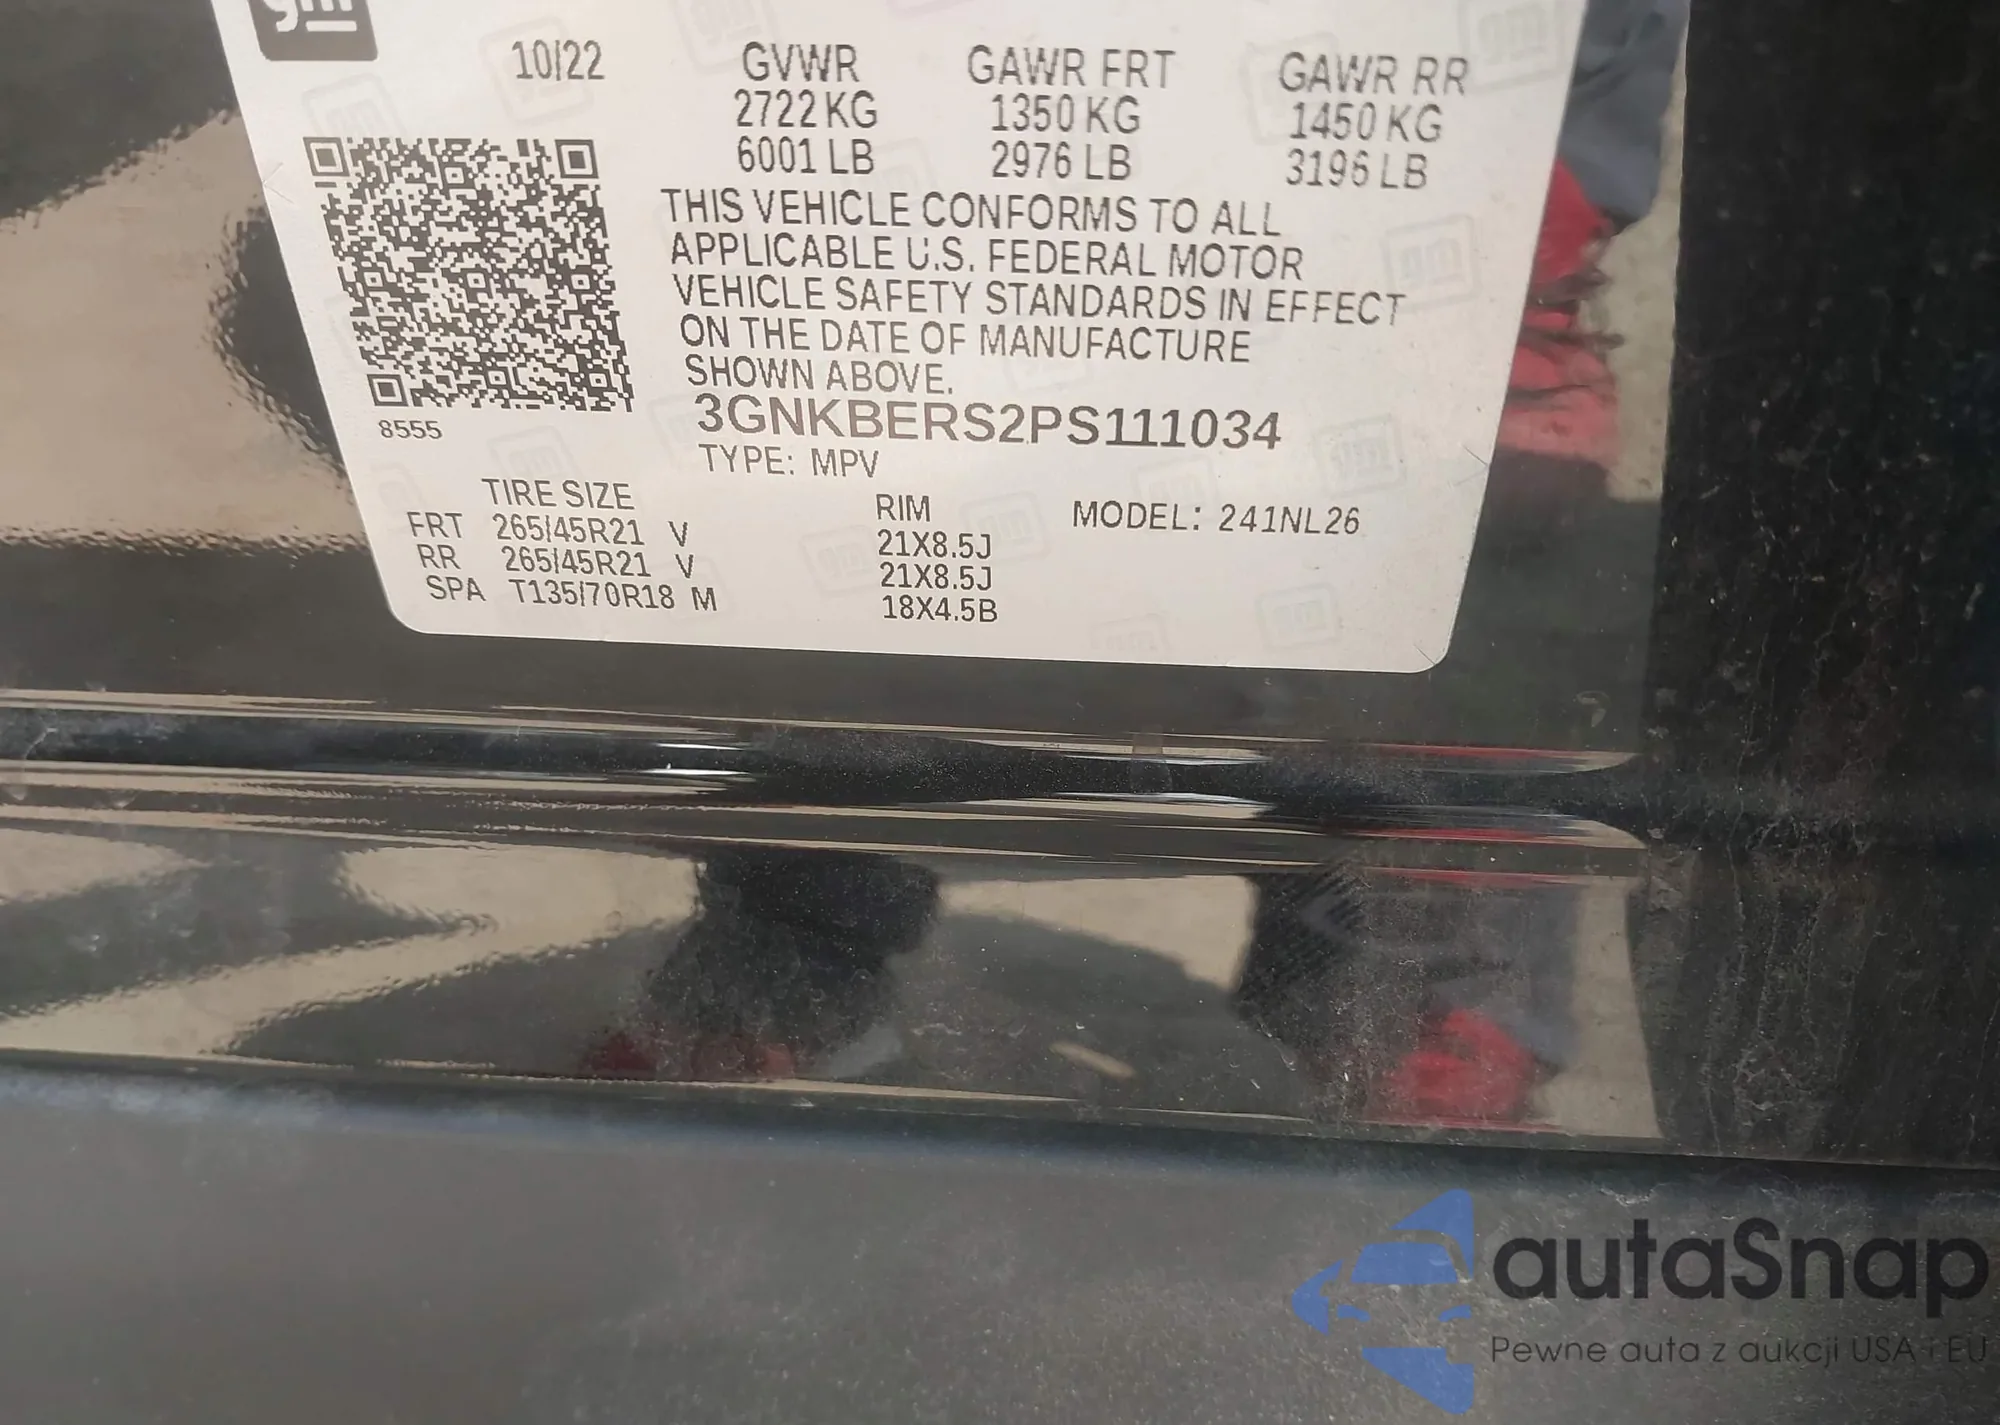 gm
10/22 GVWR GAWR FRT GAWR RR
2722 KG 1350 KG 1450 KG
6001 LB 2976 LB 3196 LB
THIS VEHICLE CONFORMS TO ALL
APPLICABLE U.S. FEDERAL MOTOR
VEHICLE SAFETY STANDARDS IN EFFECT
ON THE DATE OF MANUFACTURE
SHOWN ABOVE.
3GNKBERS2PS111034
8555
TYPE: MPV
TIRE SIZE RIM MODEL: 241NL26
FRT 265/45R21 V 21X8.5J
RR 265/45R21 V 21X8.5J
SPA T135/70R18 M 18X4.5B
autaSnap
Pewne auta z aukcji USA i EU